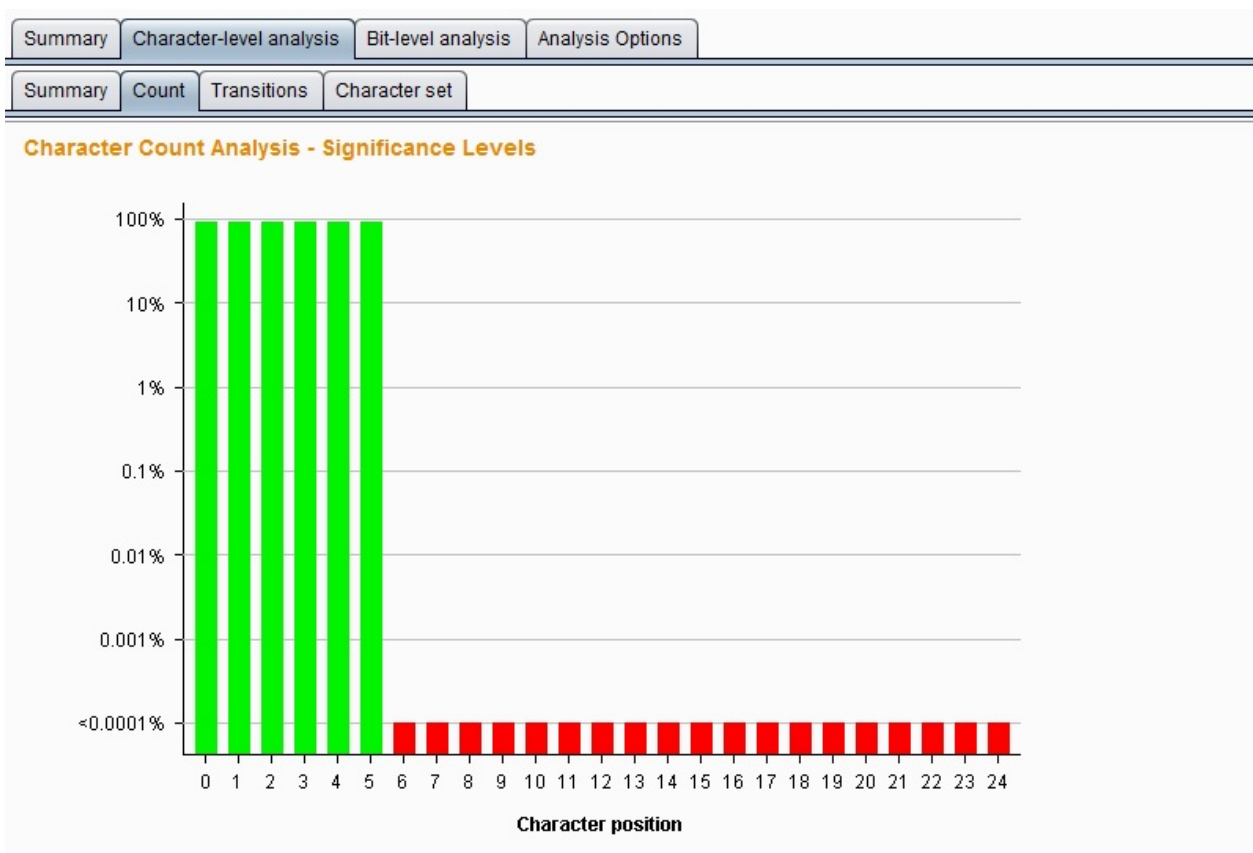 Summary Character-level analysis Bit-level analysis Analysis Options
Summary Count Transitions Character set
Character Count Analysis - Significance Levels
100%
10%
1%
0.1%
0.01%
0.001%
<0.0001%
0 1 2 3 4 5 6 7 8 9 10 11 12 13 14 15 16 17 18 19 20 21 22 23 24
Character position